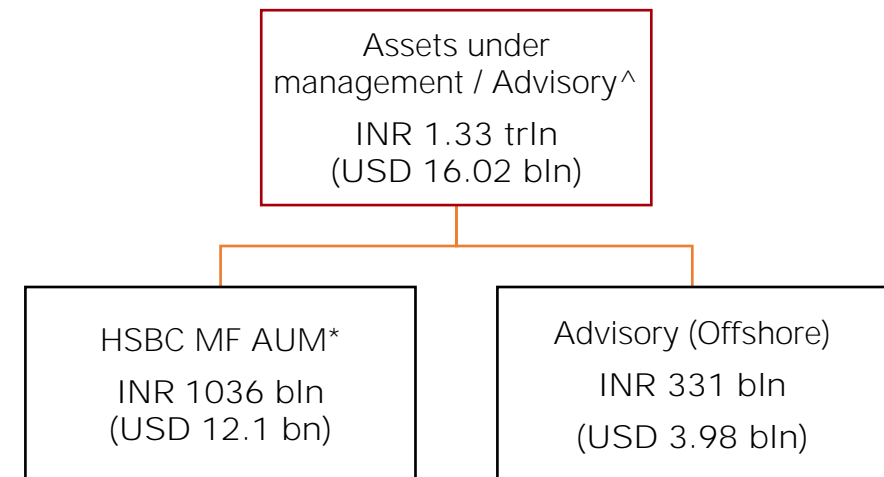 Assets under
management / Advisory^
INR 1.33 trln
(USD 16.02 bln)
HSBC MF AUM*
INR 1036 bln
(USD 12.1 bn)
Advisory (Offshore)
INR 331 bln
(USD 3.98 bln)